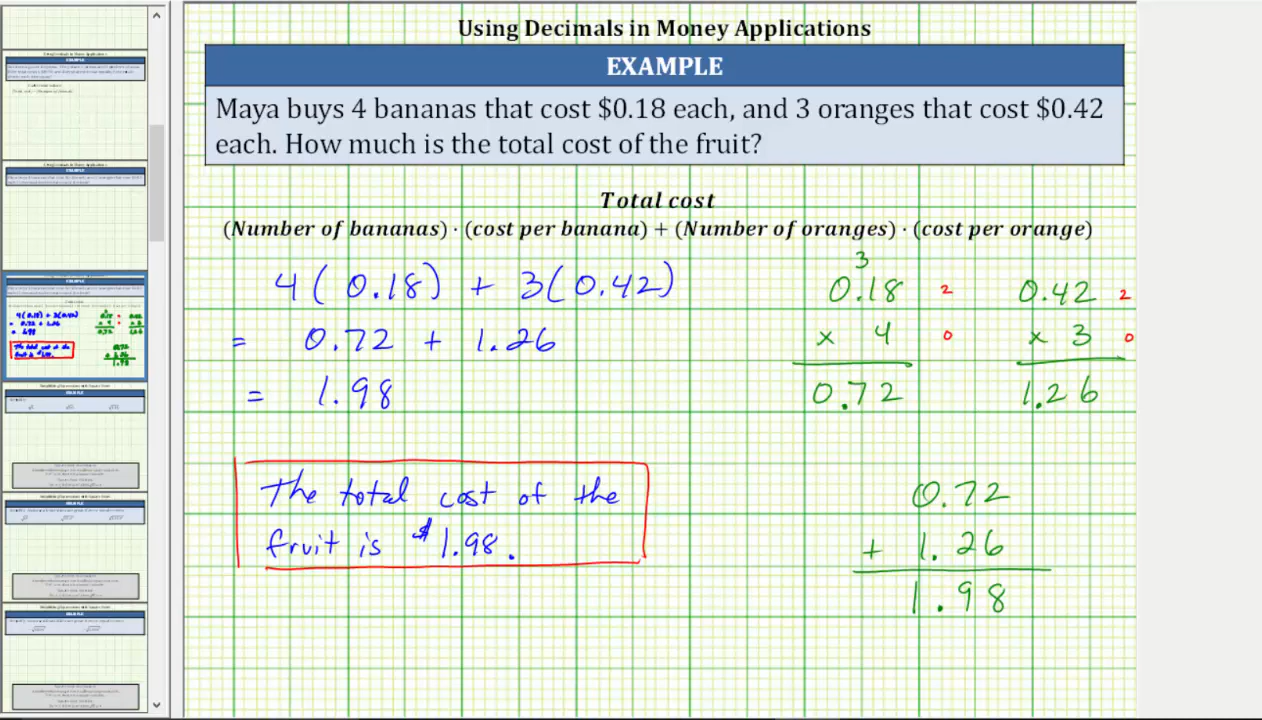 Using Decimals in Money Applications
EXAMPLE
Maya buys 4 bananas that cost $0.18 each, and 3 oranges that cost $0.42
each. How much is the total cost of the fruit?
Total cost
(Number of bananas) · (cost per banana) + (Number of oranges) · (cost per orange)
4 ( 0.18) + 3 ( 0.42)
= 0.72 + 1.26
= 1.98
The total cost of the
fruit is $1.98.
3
0.18 2
x 4 0
0.72
0.42 2
x 3 0
1.26
0.72
+ 1.26
1.98